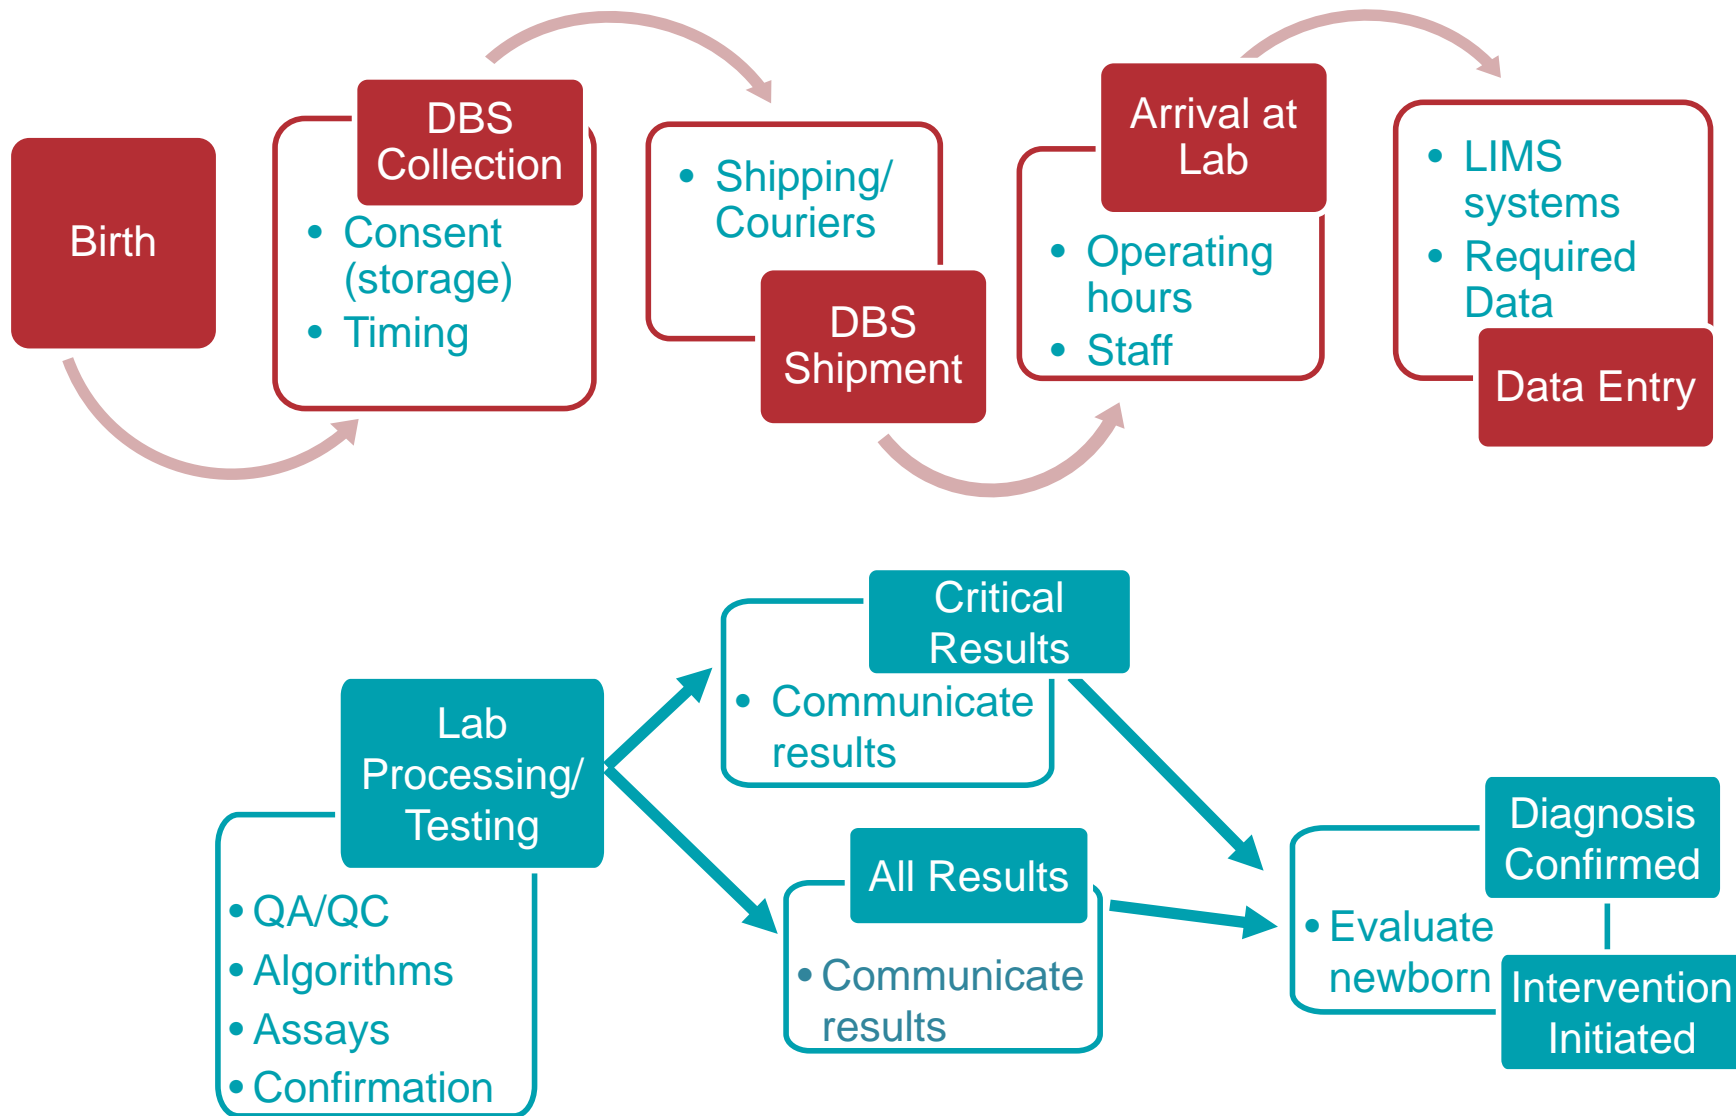 Birth
DBS
Collection
• Consent
(storage)
• Timing
• Shipping/
Couriers
DBS
Shipment
Arrival at
Lab
• Operating
hours
• Staff
• LIMS
systems
• Required
Data
Data Entry
Lab
Processing/
Testing
• QA/QC
• Algorithms
• Assays
• Confirmation
Critical
Results
• Communicate
results
All Results
• Communicate
results
Diagnosis
Confirmed
• Evaluate
newborn
Intervention
Initiated